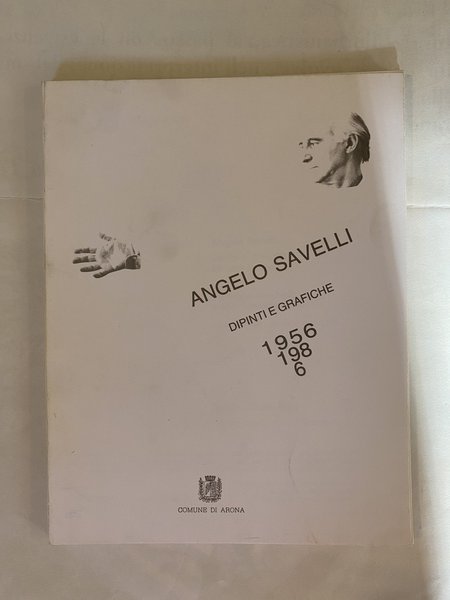 ANGELO SAVELLI
DIPINTI E GRAFICHE
1956
198
6
COMUNE DI ARONA